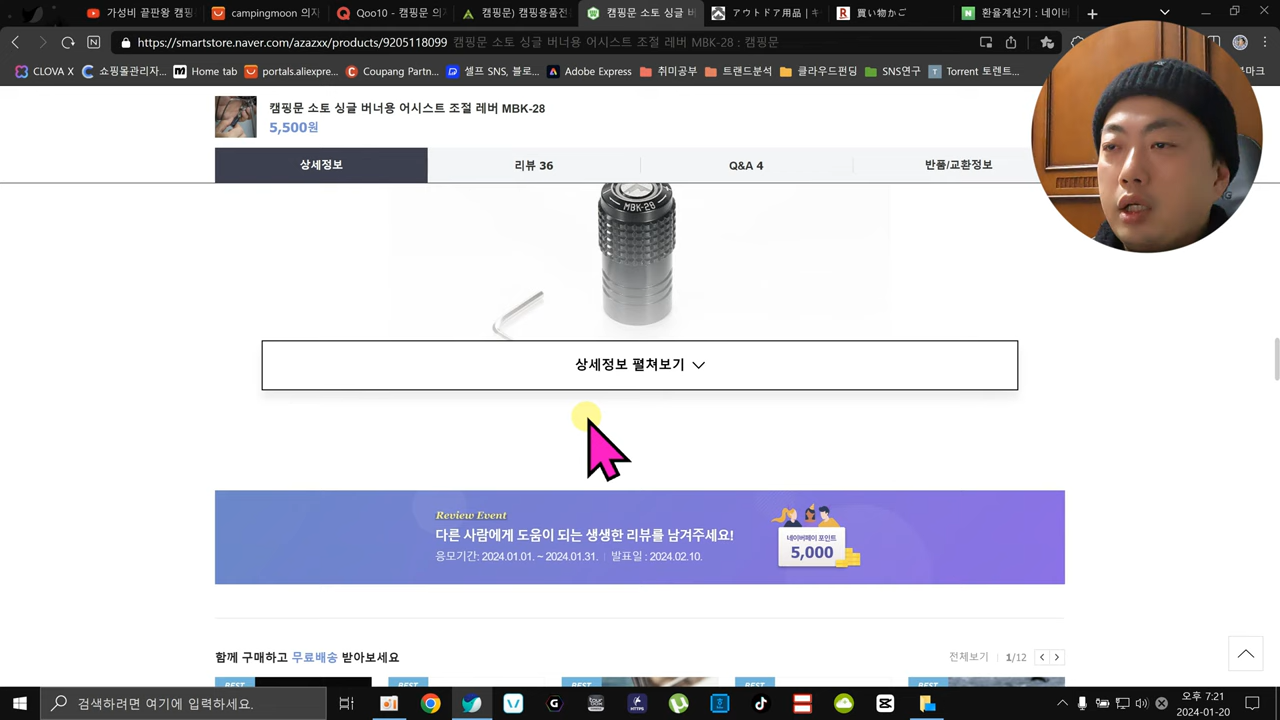 가성비 끝판왕 캠핑
campingmoon 의자
Qoo10 - 캠핑문 의
캠핑문) 캠핑용품전
캠핑문 소토 싱글 버
アウトドア用品 | キ
買い物かご
환율계산기 : 네이버
https://smartstore.naver.com/azazxx/products/9205118099 캠핑문 소토 싱글 버너용 어시스트 조절 레버 MBK-28 : 캠핑문
CLOVA X
쇼핑몰관리자...
Home tab
portals.aliexpre...
Coupang Partn...
셀프 SNS, 블로...
Adobe Express
취미공부
트랜드분석
클라우드펀딩
SNS연구
Torrent 토렌트...
북마크
캠핑문 소토 싱글 버너용 어시스트 조절 레버 MBK-28
5,500원
상세정보
리뷰 36
Q&A 4
반품/교환정보
MBK-28
상세정보 펼쳐보기
Review Event
다른 사람에게 도움이 되는 생생한 리뷰를 남겨주세요!
응모기간: 2024.01.01. ~ 2024.01.31. | 발표일 : 2024.02.10.
네이버페이 포인트
5,000
함께 구매하고 무료배송 받아보세요
전체보기 | 1/12
BEST
BEST
BEST
BEST
BEST
검색하려면 여기에 입력하십시오.
오후 7:21
2024-01-20